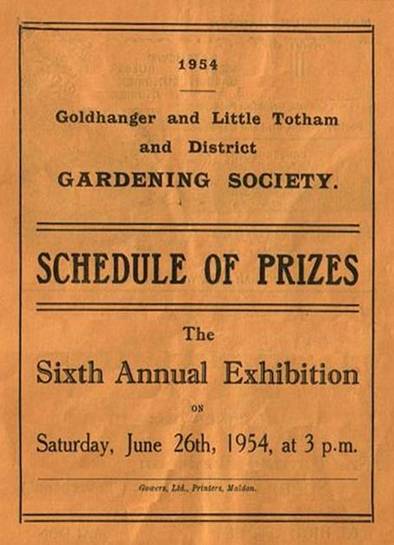 1954
Goldhanger and Little Totham
and District
GARDENING SOCIETY.
SCHEDULE OF PRIZES
The
Sixth Annual Exhibition
ON
Saturday, June 26th, 1954, at 3 p.m.
Gowers, Ltd., Printers, Maldon.